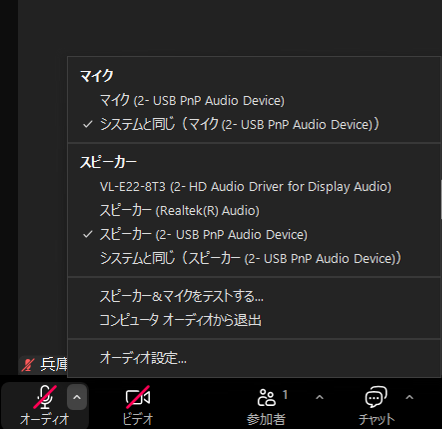 マイク
マイク (2- USB PnP Audio Device)
✓ システムと同じ（マイク (2- USB PnP Audio Device)）
スピーカー
VL-E22-8T3 (2- HD Audio Driver for Display Audio)
スピーカー (Realtek(R) Audio)
✓ スピーカー (2- USB PnP Audio Device)
システムと同じ（スピーカー (2- USB PnP Audio Device)）
スピーカー&マイクをテストする...
コンピュータ オーディオから退出
オーディオ設定...
兵庫
オーディオ ビデオ 参加者 1 チャット